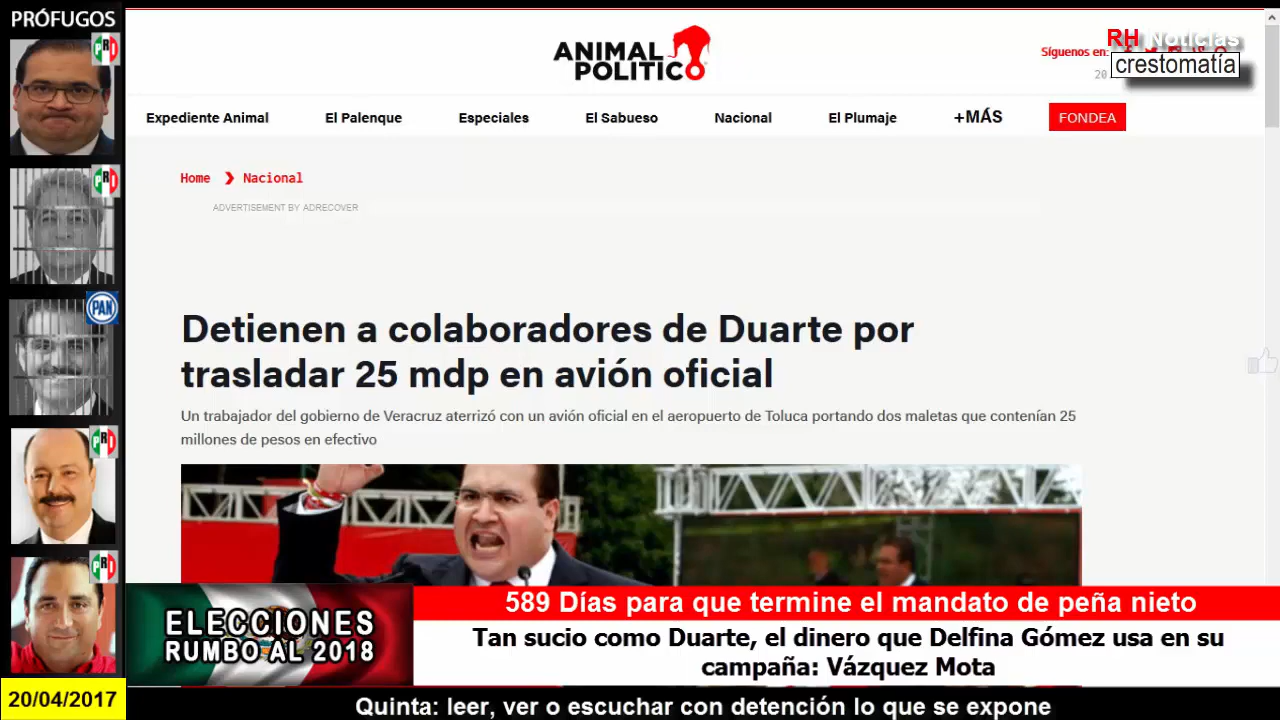 PRÓFUGOS
PRI
PRI
PAN
PRI
PRI
20/04/2017
ANIMAL
POLITICO
Síguenos en:
RH Noticias
20
crestomatía
Expediente Animal El Palenque Especiales El Sabueso Nacional El Plumaje +MÁS FONDEA
Home > Nacional
ADVERTISEMENT BY ADRECOVER
Detienen a colaboradores de Duarte por
trasladar 25 mdp en avión oficial
Un trabajador del gobierno de Veracruz aterrizó con un avión oficial en el aeropuerto de Toluca portando dos maletas que contenían 25
millones de pesos en efectivo
ELECCIONES
RUMBO AL 2018
589 Días para que termine el mandato de peña nieto
Tan sucio como Duarte, el dinero que Delfina Gómez usa en su
campaña: Vázquez Mota
Quinta: leer, ver o escuchar con detención lo que se expone